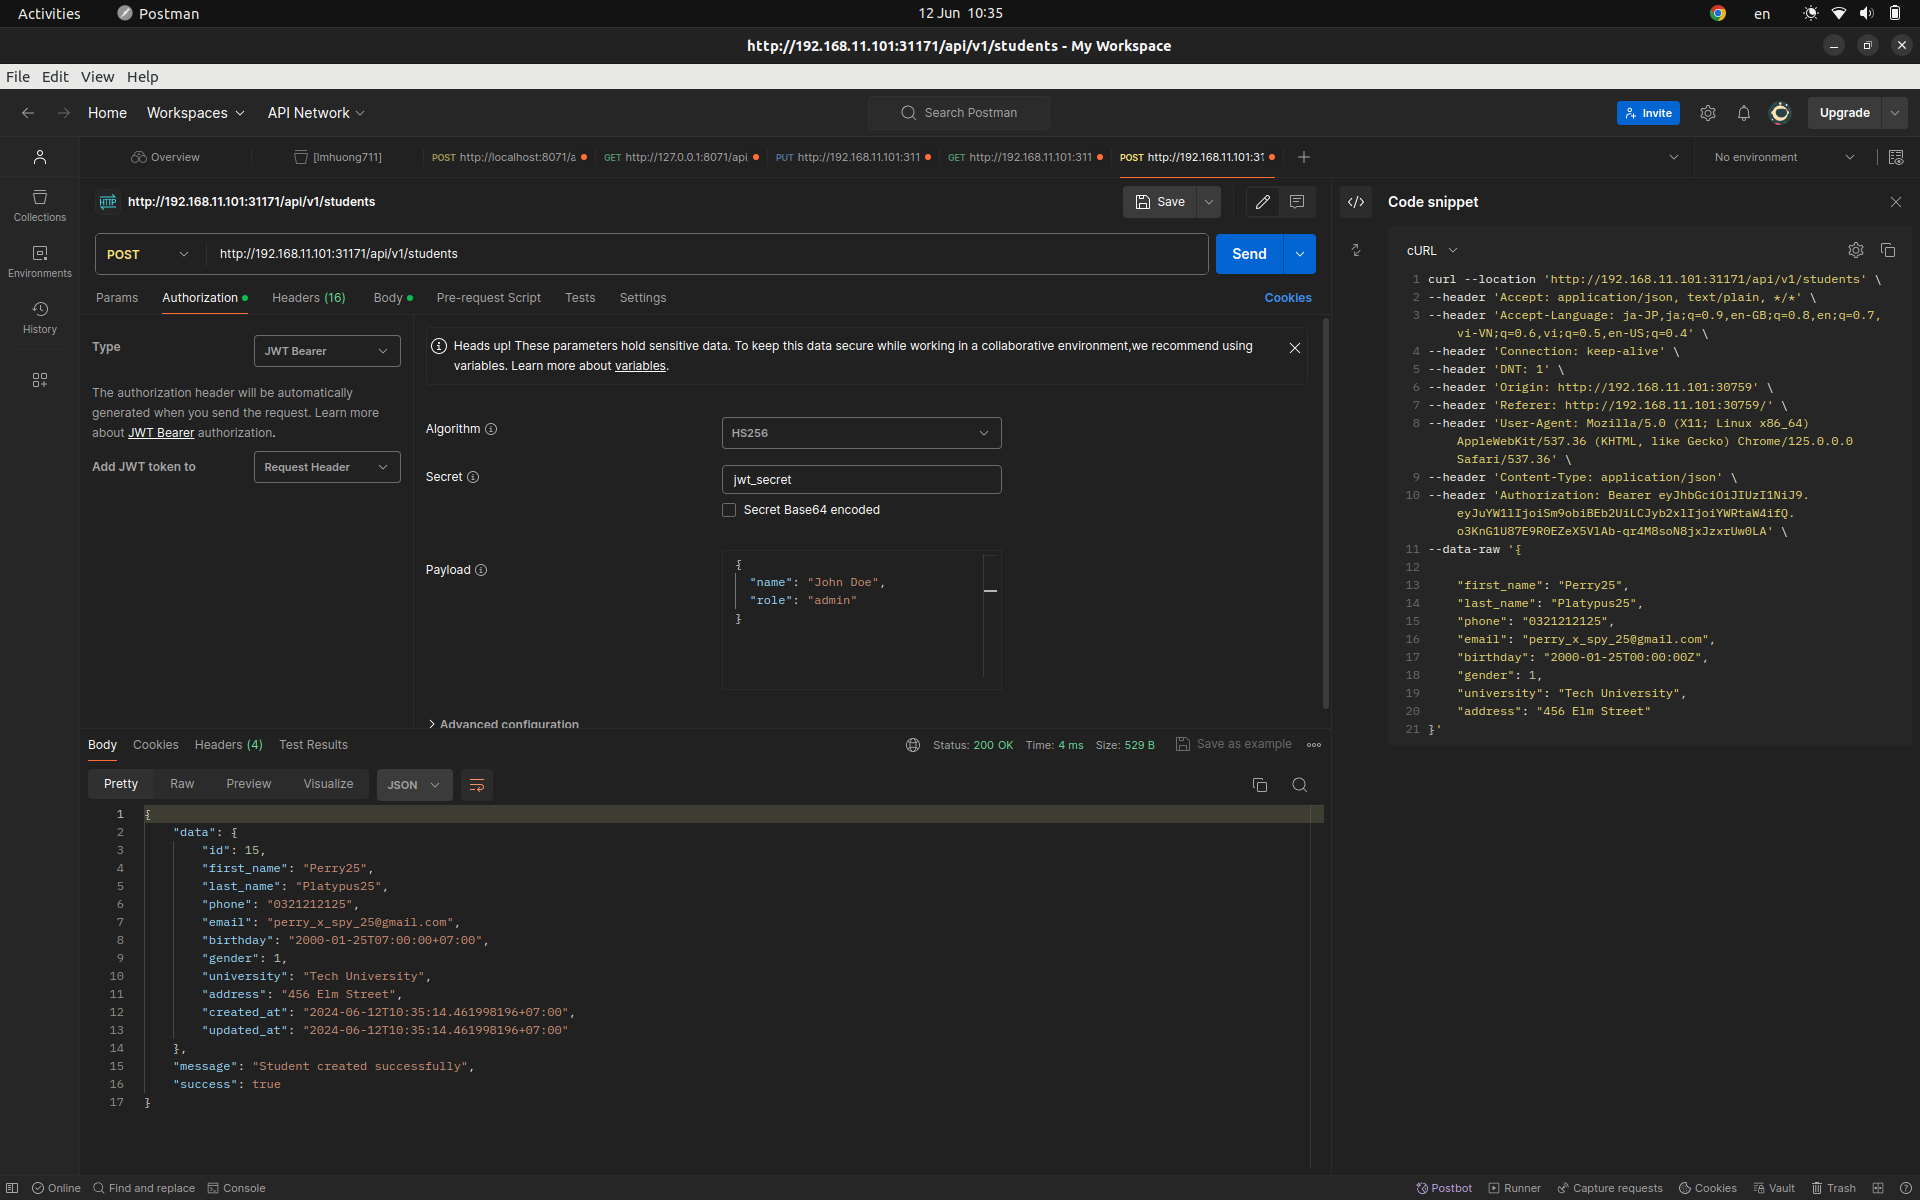 Activities Postman 12 Jun 10:35 en
http://192.168.11.101:31171/api/v1/students - My Workspace
File Edit View Help
Home Workspaces API Network Search Postman Invite Upgrade
Overview [lmhuong711] POST http://localhost:8071/a GET http://127.0.0.1:8071/api PUT http://192.168.11.101:311 GET http://192.168.11.101:311 POST http://192.168.11.101:31 No environment
Collections
Environments
History
HTTP http://192.168.11.101:31171/api/v1/students Save
POST http://192.168.11.101:31171/api/v1/students Send
Params Authorization Headers (16) Body Pre-request Script Tests Settings Cookies
Type JWT Bearer
The authorization header will be automatically
generated when you send the request. Learn more
about JWT Bearer authorization.
Add JWT token to Request Header
Heads up! These parameters hold sensitive data. To keep this data secure while working in a collaborative environment,we recommend using
variables. Learn more about variables.
Algorithm HS256
Secret jwt_secret
Secret Base64 encoded
Payload
{
"name": "John Doe",
"role": "admin"
}
Advanced configuration
Body Cookies Headers (4) Test Results Status: 200 OK Time: 4 ms Size: 529 B Save as example
Pretty Raw Preview Visualize JSON
1 {
2 "data": {
3 "id": 15,
4 "first_name": "Perry25",
5 "last_name": "Platypus25",
6 "phone": "0321212125",
7 "email": "perry_x_spy_25@gmail.com",
8 "birthday": "2000-01-25T07:00:00+07:00",
9 "gender": 1,
10 "university": "Tech University",
11 "address": "456 Elm Street",
12 "created_at": "2024-06-12T10:35:14.461998196+07:00",
13 "updated_at": "2024-06-12T10:35:14.461998196+07:00"
14 },
15 "message": "Student created successfully",
16 "success": true
17 }
Code snippet
cURL
1 curl --location 'http://192.168.11.101:31171/api/v1/students' \
2 --header 'Accept: application/json, text/plain, */*' \
3 --header 'Accept-Language: ja-JP,ja;q=0.9,en-GB;q=0.8,en;q=0.7,
vi-VN;q=0.6,vi;q=0.5,en-US;q=0.4' \
4 --header 'Connection: keep-alive' \
5 --header 'DNT: 1' \
6 --header 'Origin: http://192.168.11.101:30759' \
7 --header 'Referer: http://192.168.11.101:30759/' \
8 --header 'User-Agent: Mozilla/5.0 (X11; Linux x86_64)
AppleWebKit/537.36 (KHTML, like Gecko) Chrome/125.0.0.0
Safari/537.36' \
9 --header 'Content-Type: application/json' \
10 --header 'Authorization: Bearer eyJhbGciOiJIUzI1NiJ9.
eyJuYW1lIjoiSm9obiBEb2UiLCJyb2xlIjoiYWRtaW4ifQ.
o3KnG1U87E9R0EZeX5VlAb-qr4M8soN8jxJzxrUw0LA' \
11 --data-raw '{
12
13 "first_name": "Perry25",
14 "last_name": "Platypus25",
15 "phone": "0321212125",
16 "email": "perry_x_spy_25@gmail.com",
17 "birthday": "2000-01-25T00:00:00Z",
18 "gender": 1,
19 "university": "Tech University",
20 "address": "456 Elm Street"
21 }'
Online Find and replace Console Postbot Runner Capture requests Cookies Vault Trash